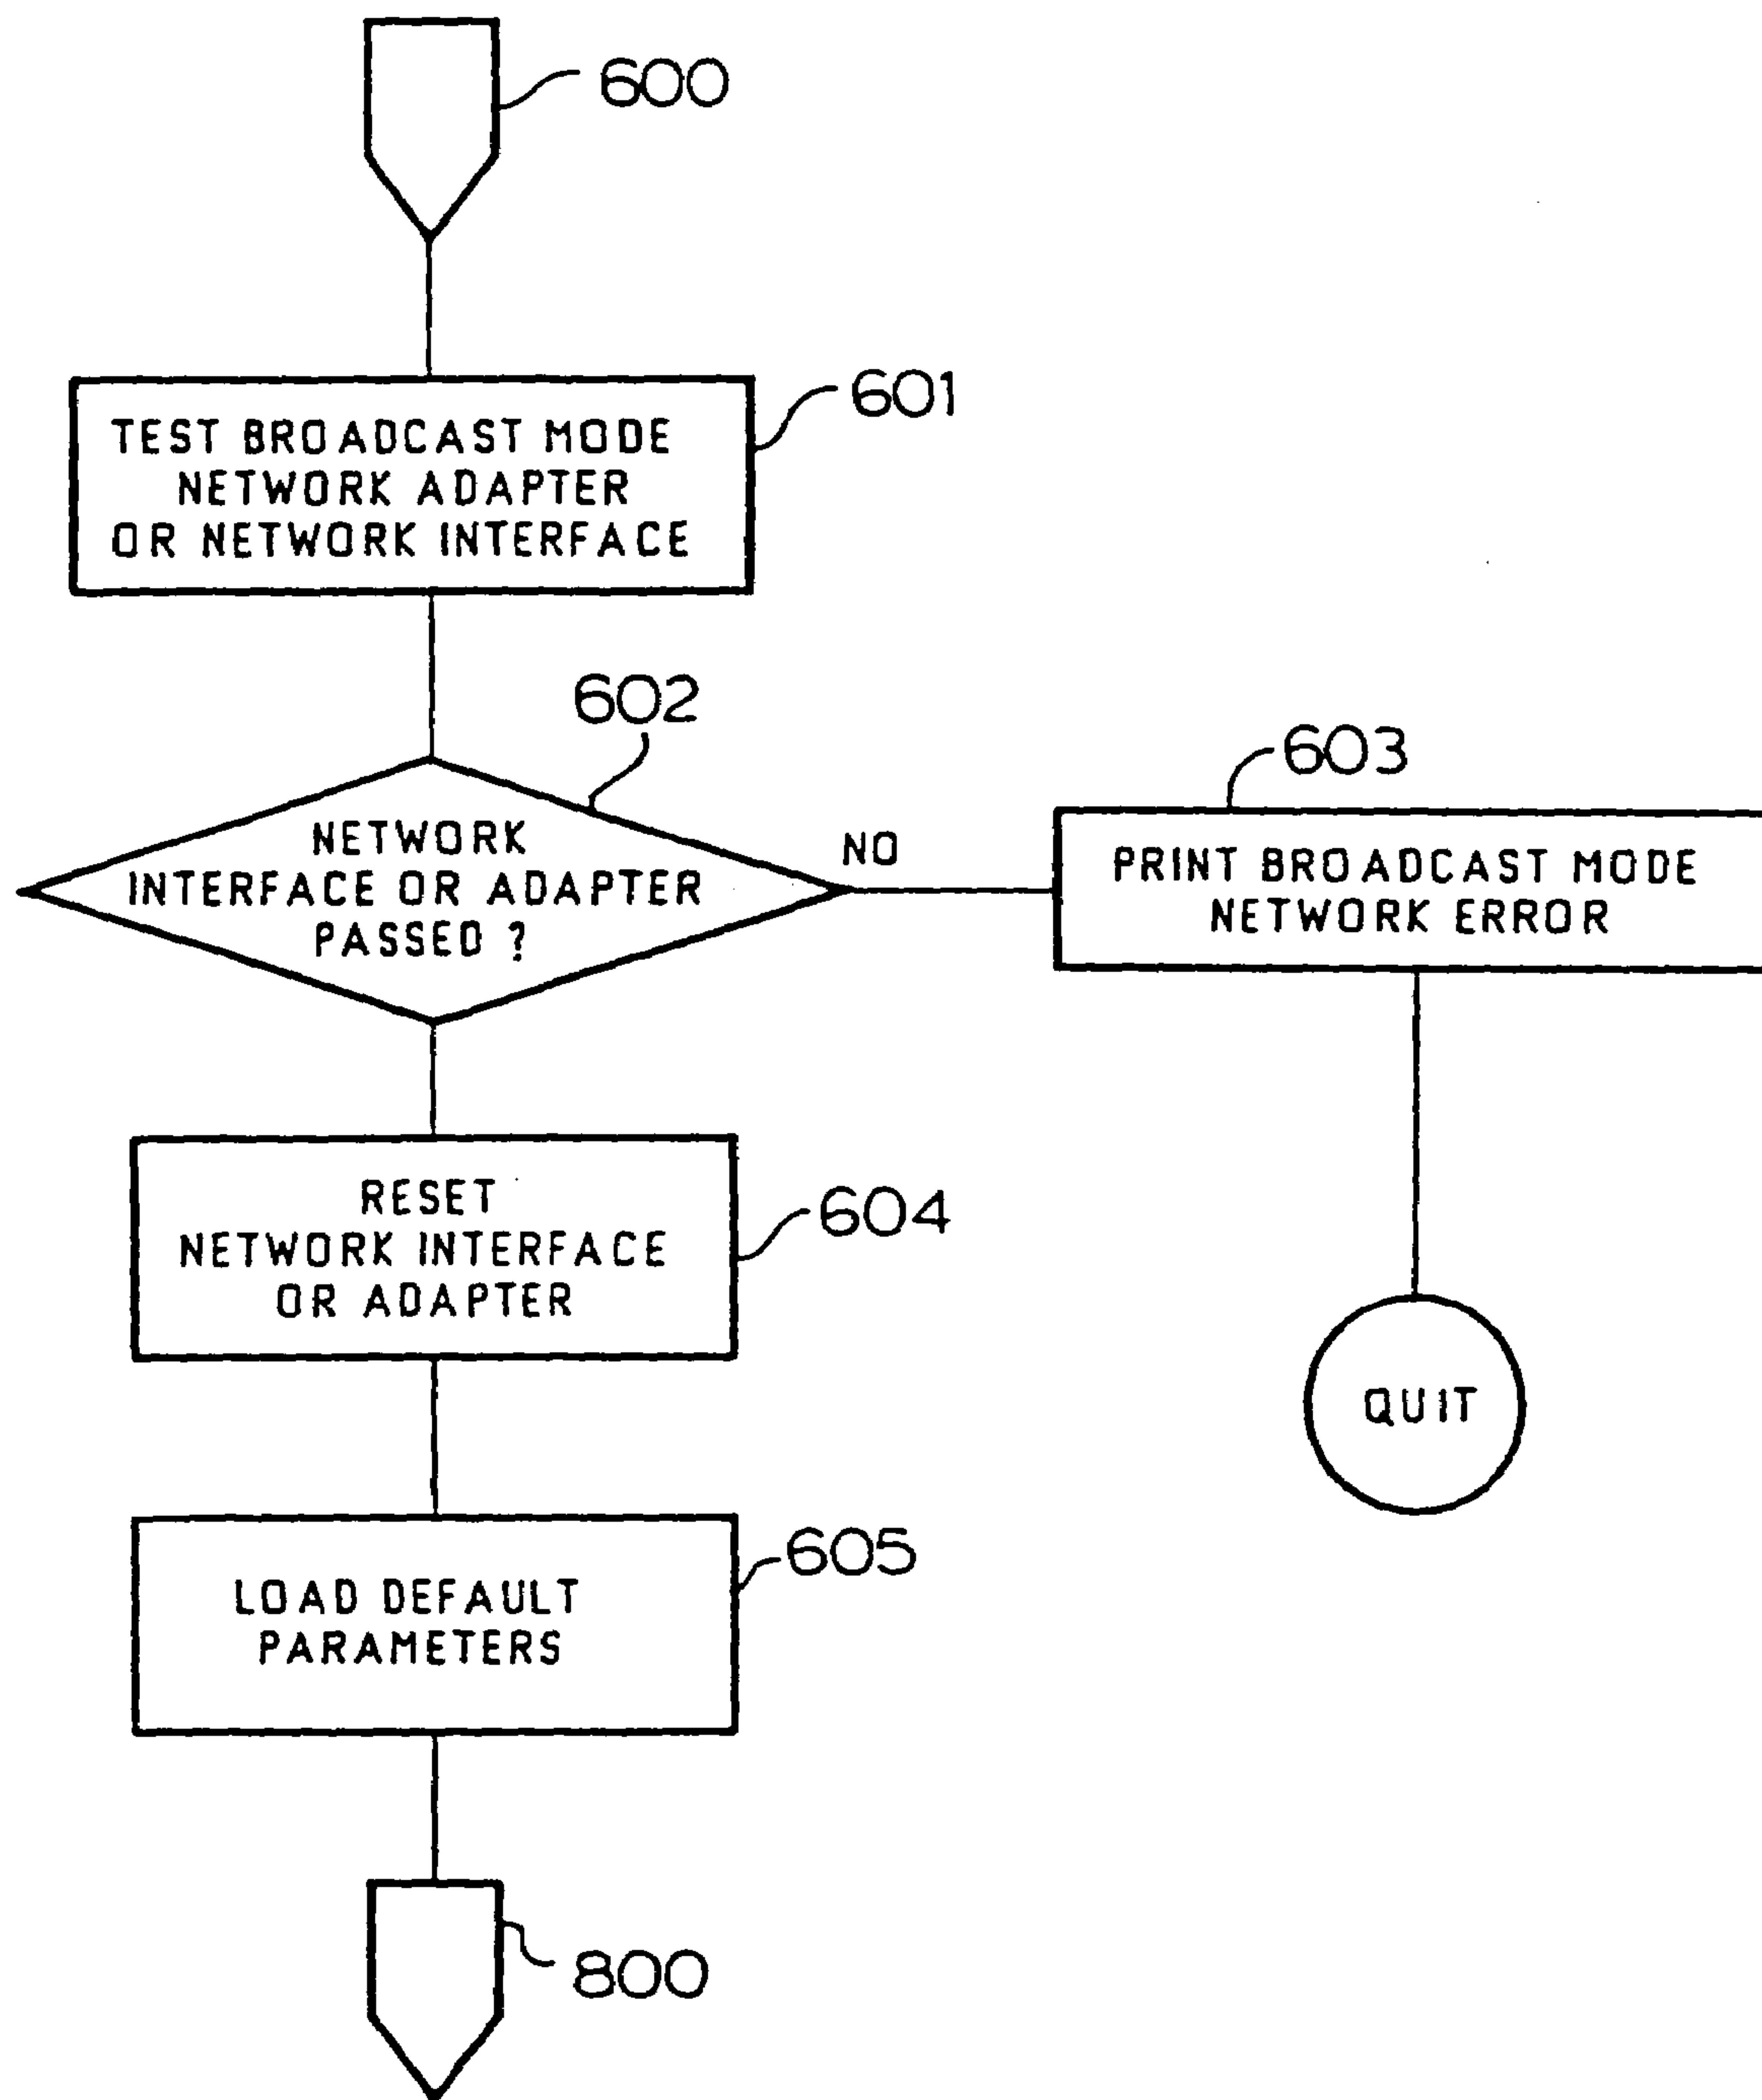 600
601
TEST BROADCAST MODE
NETWORK ADAPTER
OR NETWORK INTERFACE
602
NETWORK
INTERFACE OR ADAPTER
PASSED ?
NO
603
PRINT BROADCAST MODE
NETWORK ERROR
604
RESET
NETWORK INTERFACE
OR ADAPTER
QUIT
605
LOAD DEFAULT
PARAMETERS
800